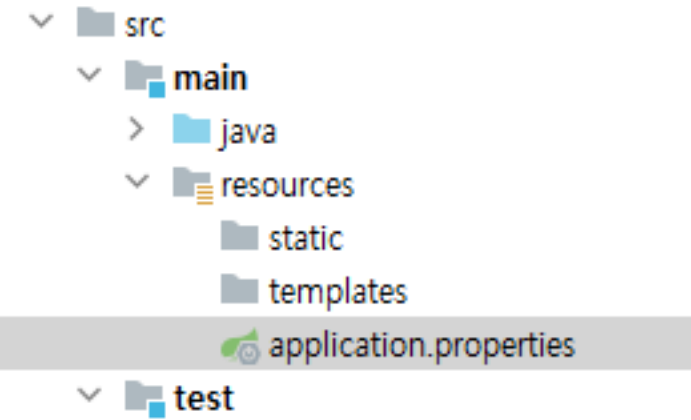 src
main
java
resources
static
templates
application.properties
test